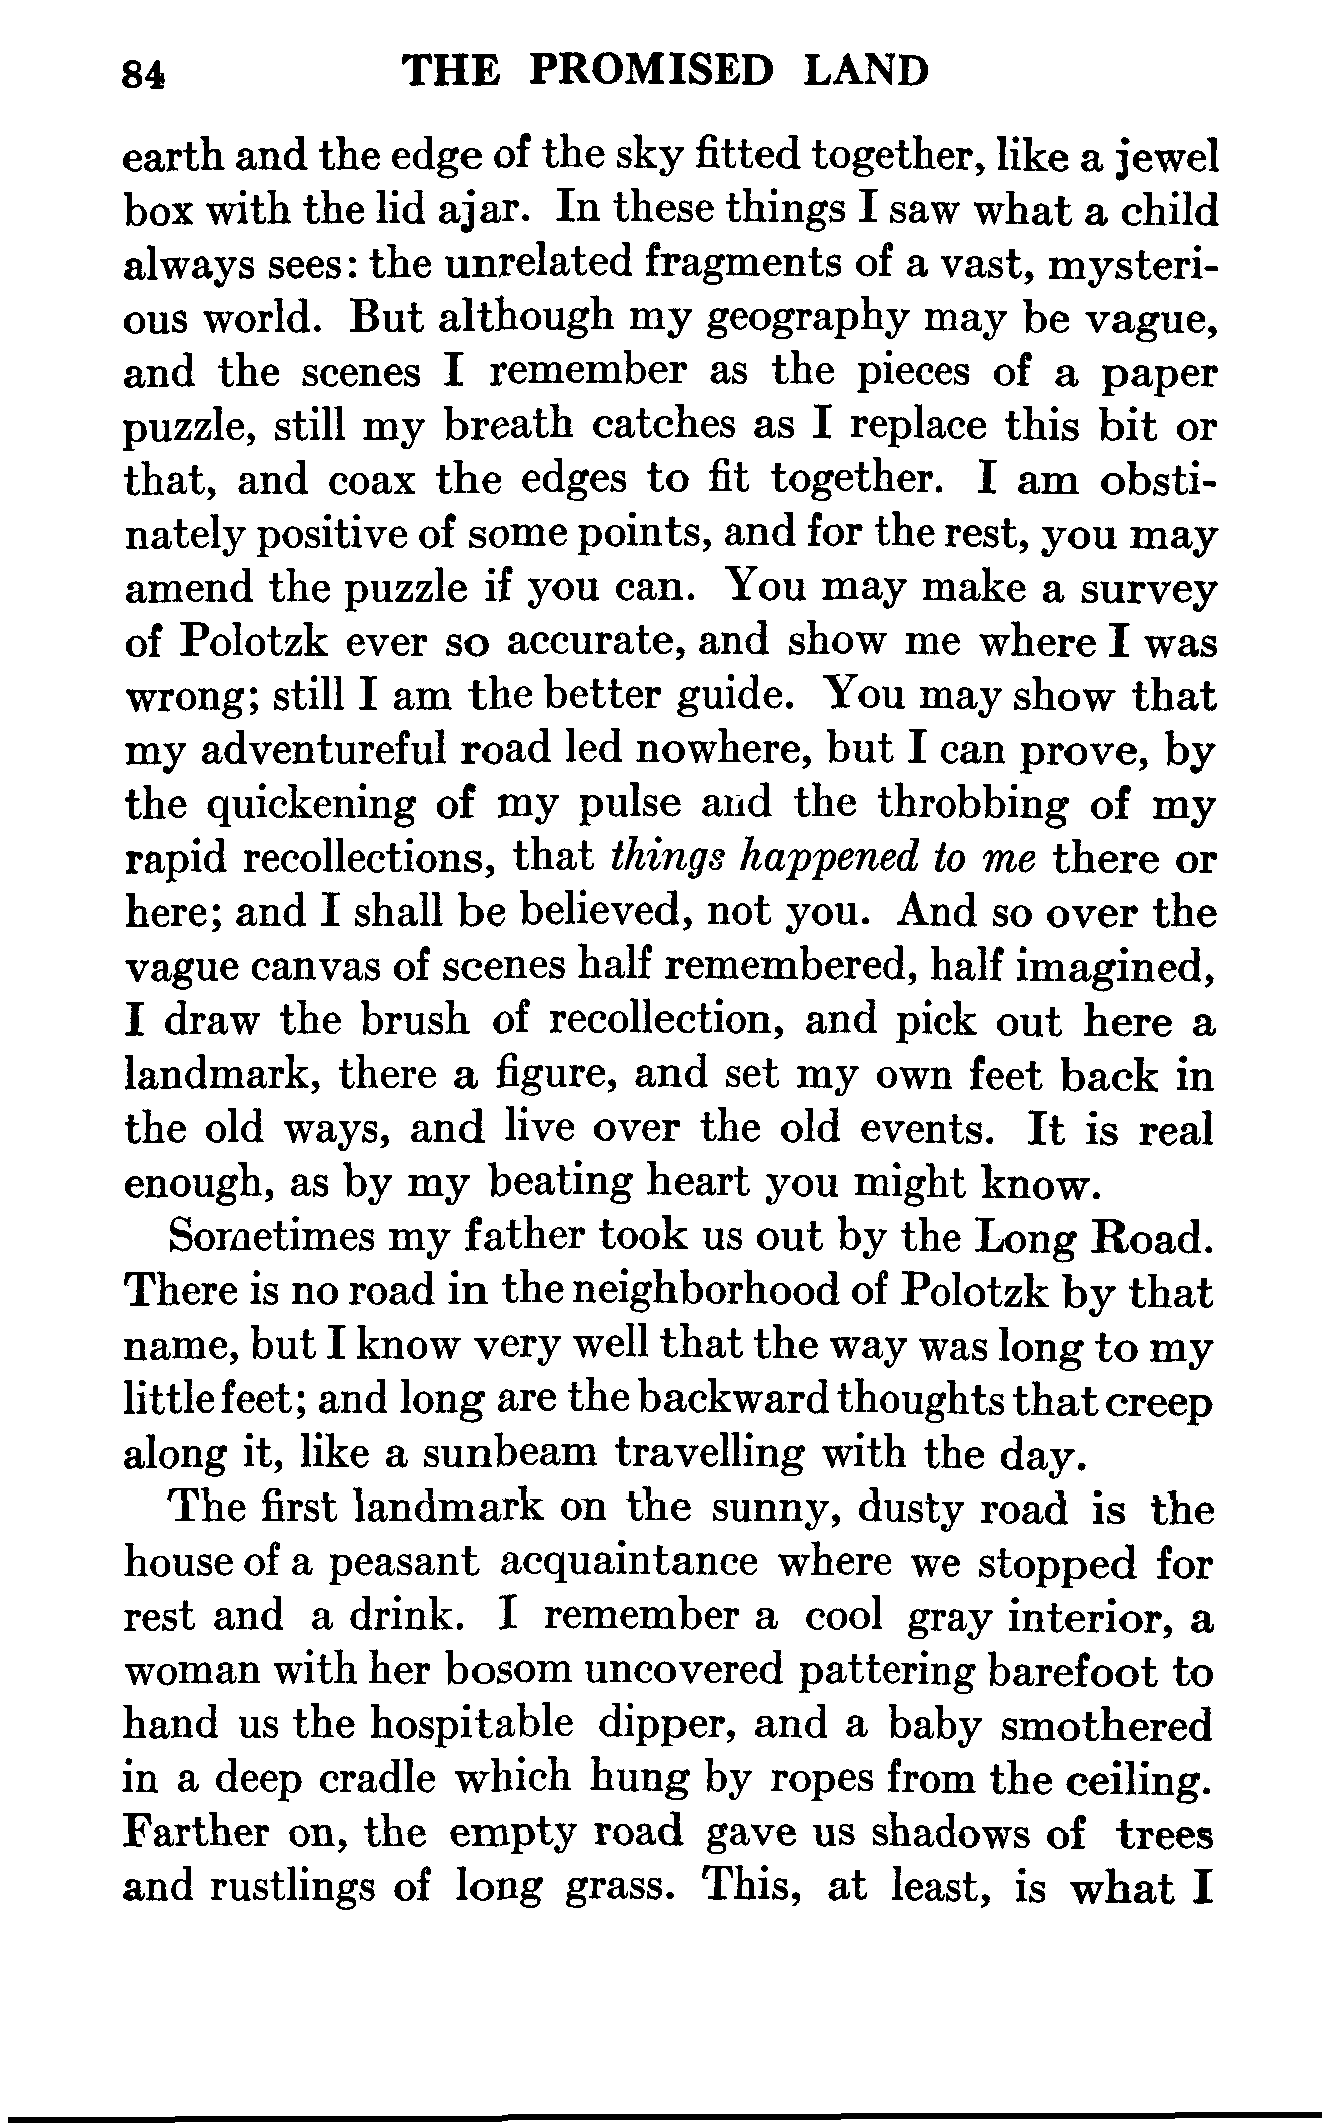 84 THE PROMISED LAND
earth and the edge of the sky fitted together, like a jewel
box with the lid ajar. In these things I saw what a child
always sees: the unrelated fragments of a vast, mysteri-
ous world. But although my geography may be vague,
and the scenes I remember as the pieces of a paper
puzzle, still my breath catches as I replace this bit or
that, and coax the edges to fit together. I am obsti-
nately positive of some points, and for the rest, you may
amend the puzzle if you can. You may make a survey
of Polotzk ever so accurate, and show me where I was
wrong; still I am the better guide. You may show that
my adventureful road led nowhere, but I can prove, by
the quickening of my pulse and the throbbing of my
rapid recollections, that things happened to me there or
here; and I shall be believed, not you. And so over the
vague canvas of scenes half remembered, half imagined,
I draw the brush of recollection, and pick out here a
landmark, there a figure, and set my own feet back in
the old ways, and live over the old events. It is real
enough, as by my beating heart you might know.
Sometimes my father took us out by the Long Road.
There is no road in the neighborhood of Polotzk by that
name, but I know very well that the way was long to my
little feet; and long are the backward thoughts that creep
along it, like a sunbeam travelling with the day.
The first landmark on the sunny, dusty road is the
house of a peasant acquaintance where we stopped for
rest and a drink. I remember a cool gray interior, a
woman with her bosom uncovered pattering barefoot to
hand us the hospitable dipper, and a baby smothered
in a deep cradle which hung by ropes from the ceiling.
Farther on, the empty road gave us shadows of trees
and rustlings of long grass. This, at least, is what I